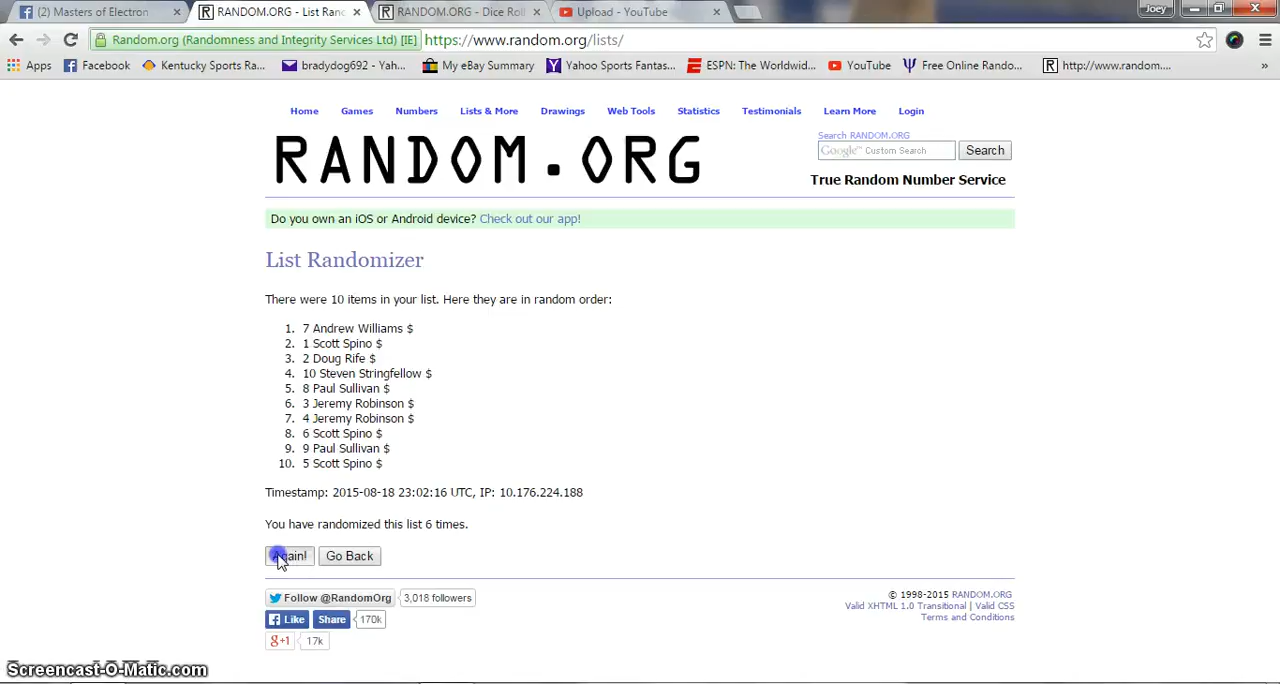 (2) Masters of Electron × RANDOM.ORG - List Ranc × RANDOM.ORG - Dice Roll × Upload - YouTube × Joey
Random.org (Randomness and Integrity Services Ltd) [IE] https://www.random.org/lists/
Apps Facebook Kentucky Sports Ra... bradydog692 - Yah... My eBay Summary Yahoo Sports Fantas... ESPN: The Worldwid... YouTube Free Online Rando... http://www.random.... »
Home Games Numbers Lists & More Drawings Web Tools Statistics Testimonials Learn More Login
RANDOM.ORG
Search RANDOM.ORG
Google™ Custom Search Search
True Random Number Service
Do you own an iOS or Android device? Check out our app!
List Randomizer
There were 10 items in your list. Here they are in random order:
1. 7 Andrew Williams $
2. 1 Scott Spino $
3. 2 Doug Rife $
4. 10 Steven Stringfellow $
5. 8 Paul Sullivan $
6. 3 Jeremy Robinson $
7. 4 Jeremy Robinson $
8. 6 Scott Spino $
9. 9 Paul Sullivan $
10. 5 Scott Spino $
Timestamp: 2015-08-18 23:02:16 UTC, IP: 10.176.224.188
You have randomized this list 6 times.
Again! Go Back
Follow @RandomOrg 3,018 followers
Like Share 170k
g+1 17k
© 1998-2015 RANDOM.ORG
Valid XHTML 1.0 Transitional | Valid CSS
Terms and Conditions
Screencast-O-Matic.com